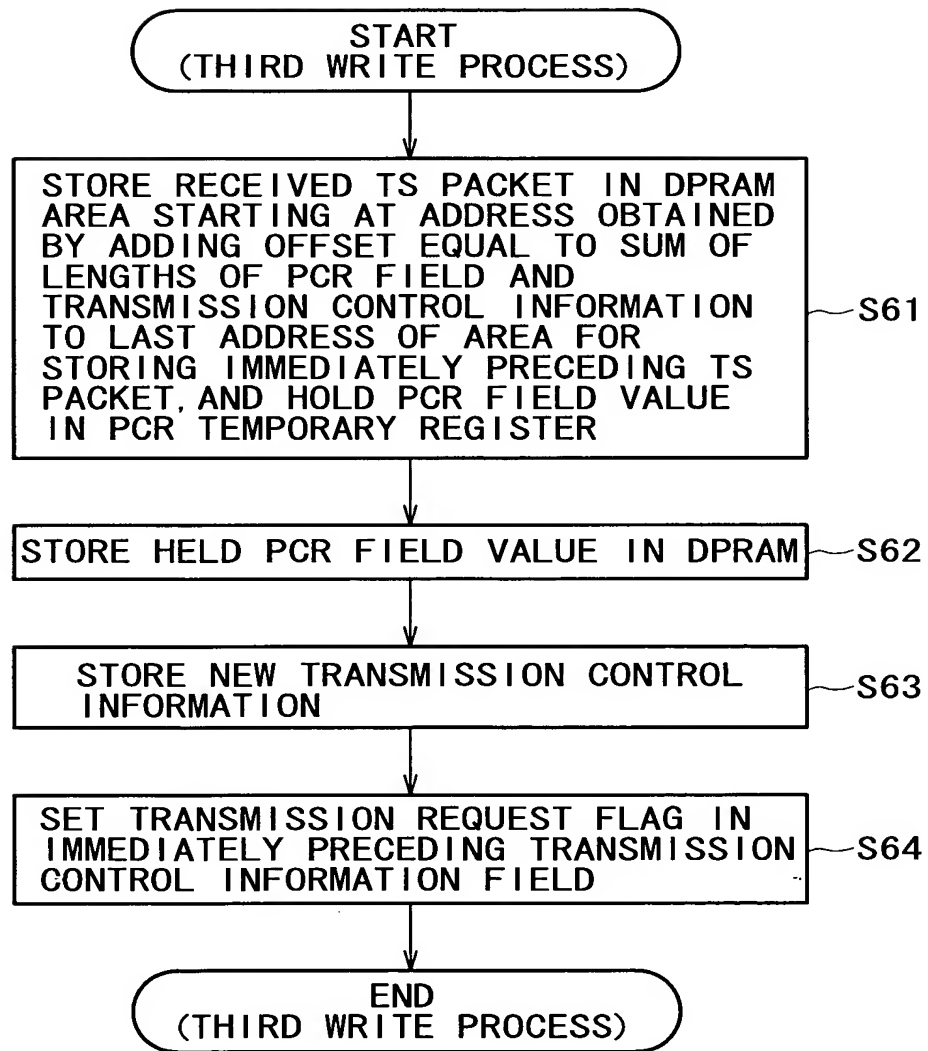 START
(THIRD WRITE PROCESS)
STORE RECEIVED TS PACKET IN DPRAM
AREA STARTING AT ADDRESS OBTAINED
BY ADDING OFFSET EQUAL TO SUM OF
LENGTHS OF PCR FIELD AND
TRANSMISSION CONTROL INFORMATION
TO LAST ADDRESS OF AREA FOR
STORING IMMEDIATELY PRECEDING TS
PACKET, AND HOLD PCR FIELD VALUE
IN PCR TEMPORARY REGISTER
S61
STORE HELD PCR FIELD VALUE IN DPRAM
S62
STORE NEW TRANSMISSION CONTROL
INFORMATION
S63
SET TRANSMISSION REQUEST FLAG IN
IMMEDIATELY PRECEDING TRANSMISSION
CONTROL INFORMATION FIELD
S64
END
(THIRD WRITE PROCESS)